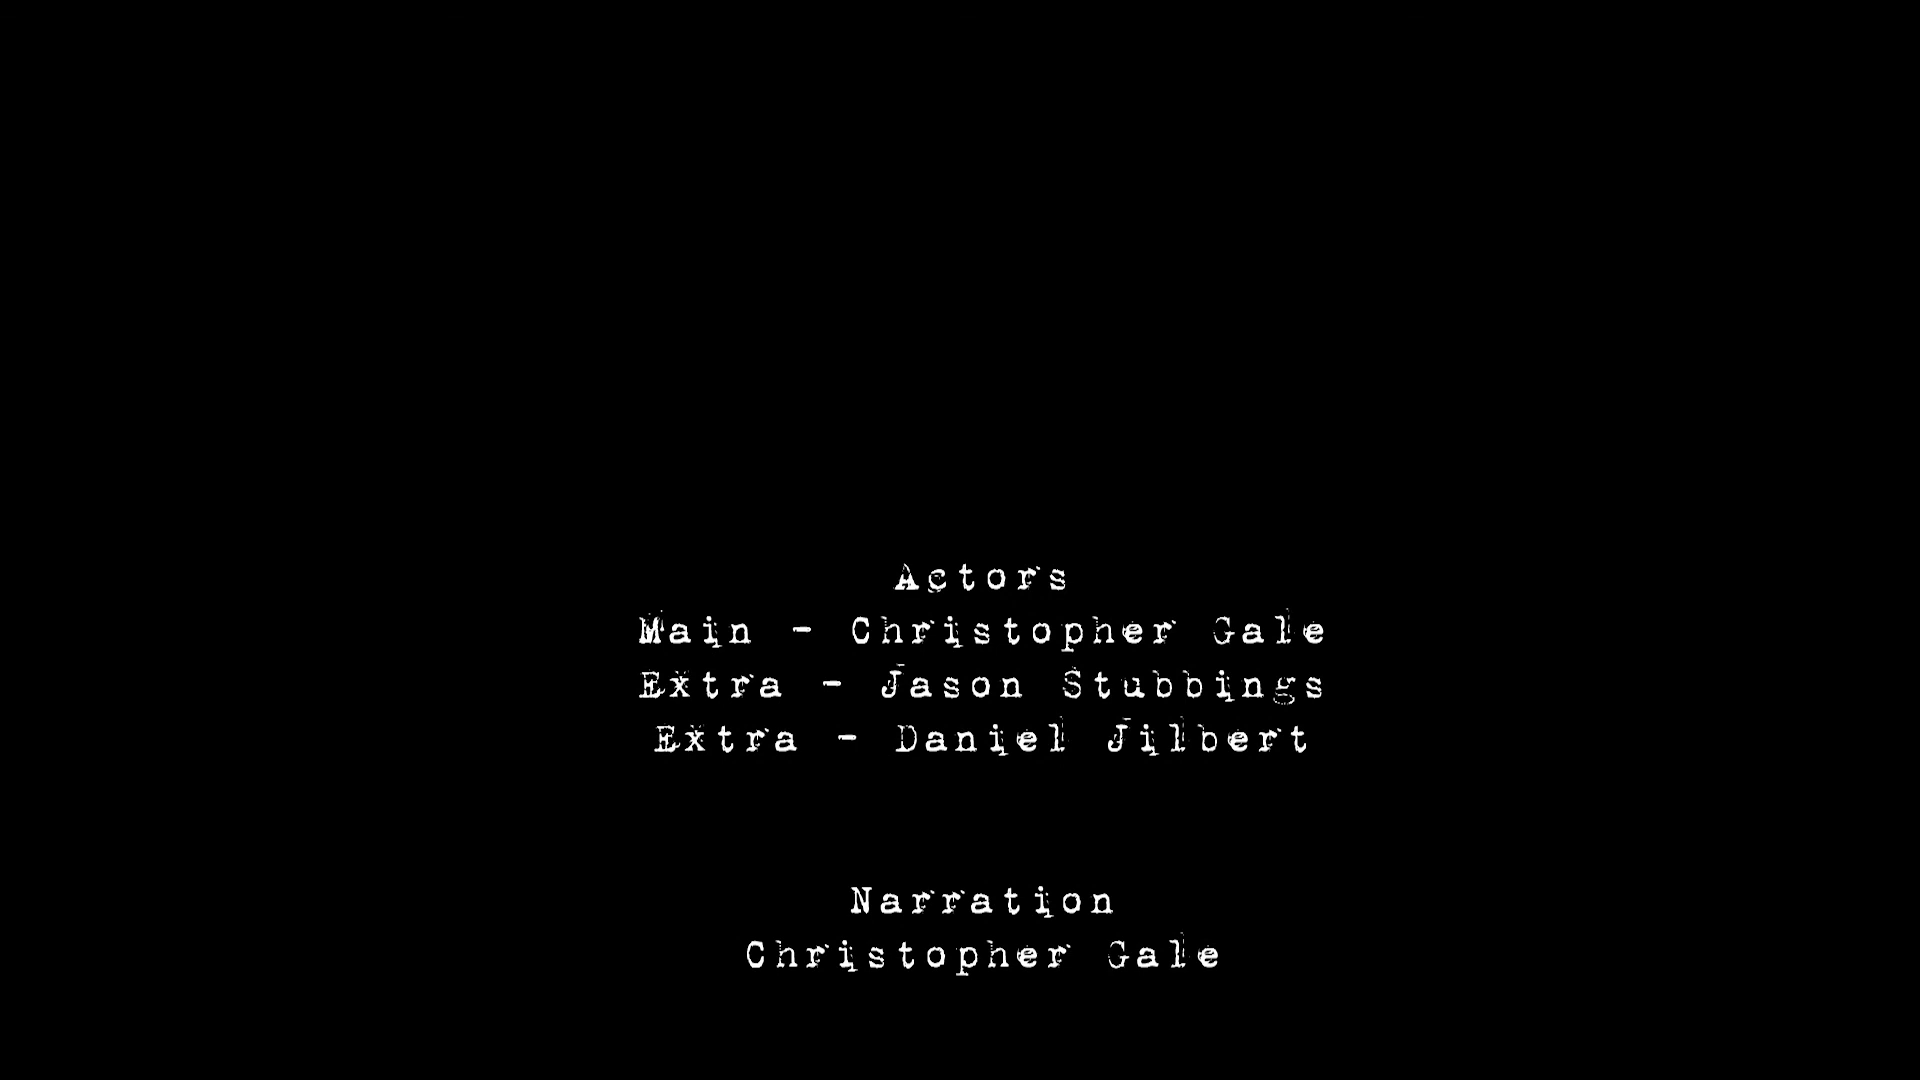 Actors
Main - Christopher Gale
Extra - Jason Stubbings
Extra - Daniel Jilbert
Narration
Christopher Gale